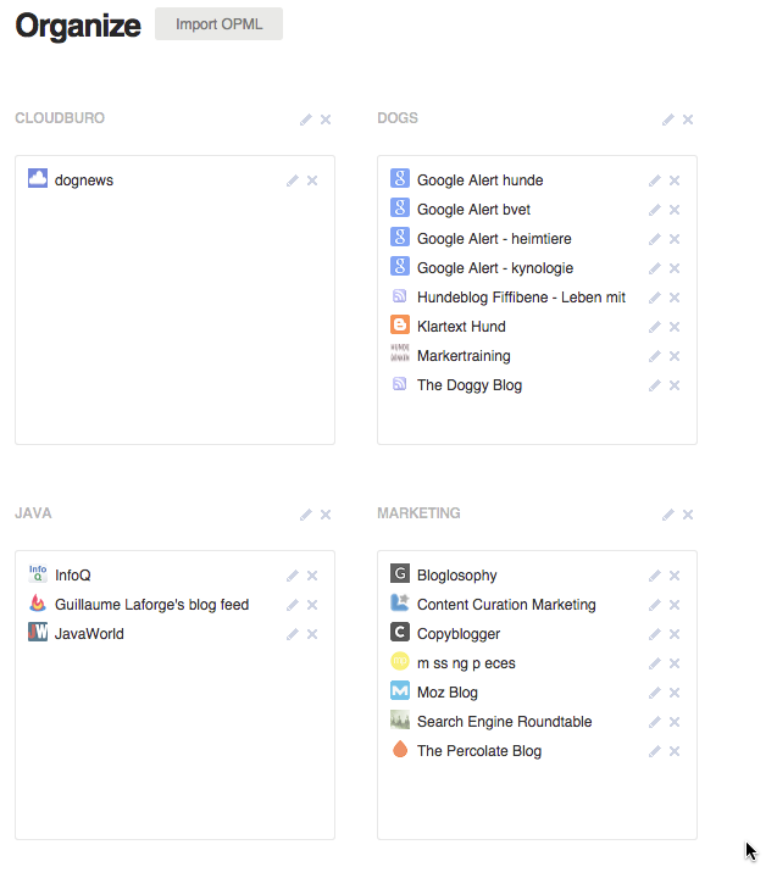 Organize
Import OPML
CLOUDBURO
dognews
DOGS
Google Alert hunde
Google Alert bvet
Google Alert - heimtiere
Google Alert - kynologie
Hundeblog Fiffibene - Leben mit
Klartext Hund
Markertraining
The Doggy Blog
JAVA
Info
Q
InfoQ
Guillaume Laforge's blog feed
JavaWorld
MARKETING
G
Bloglosophy
Content Curation Marketing
C
Copyblogger
mp
m ss ng p eces
Moz Blog
Search Engine Roundtable
The Percolate Blog